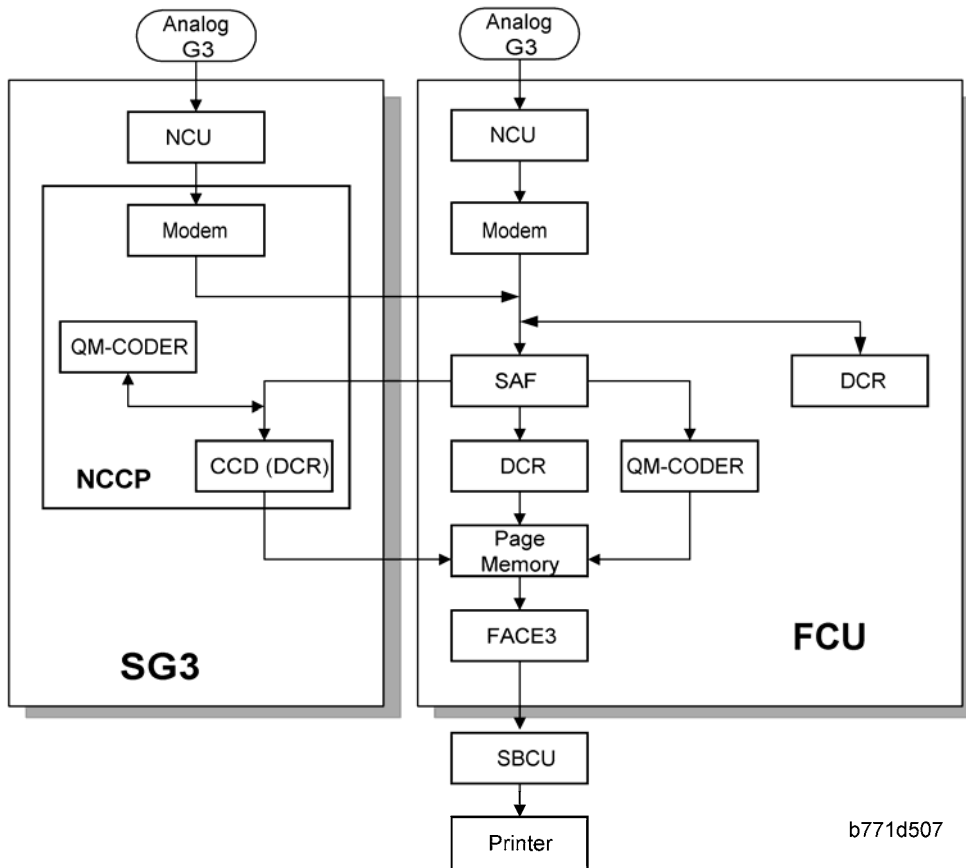 Analog
G3
Analog
G3
NCU
NCU
Modem
Modem
QM-CODER
SAF
DCR
CCD (DCR)
DCR
QM-CODER
NCCP
Page
Memory
FACE3
FCU
SG3
SBCU
Printer
b771d507